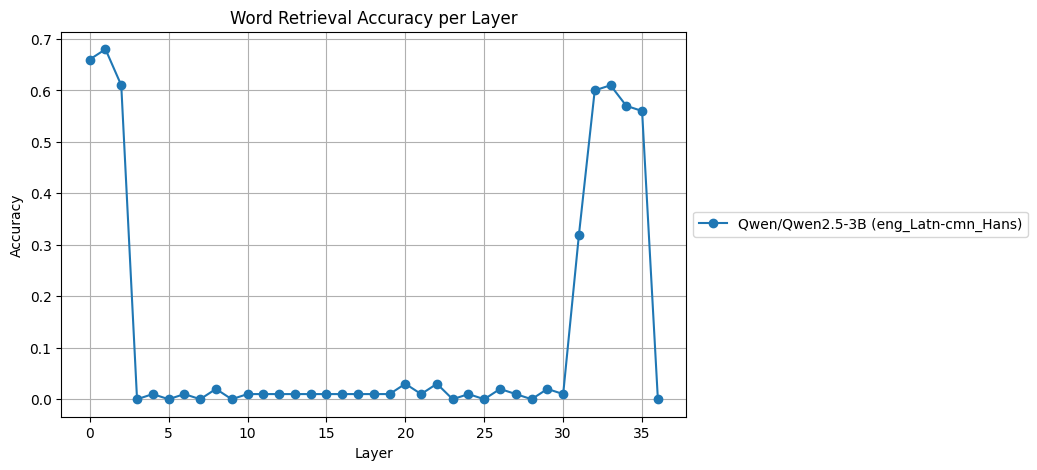 Word Retrieval Accuracy per Layer
0.7
0.6
0.5
0.4
0.3
0.2
0.1
0.0
Accuracy
0 5 10 15 20 25 30 35
Layer
Qwen/Qwen2.5-3B (eng_Latn-cmn_Hans)